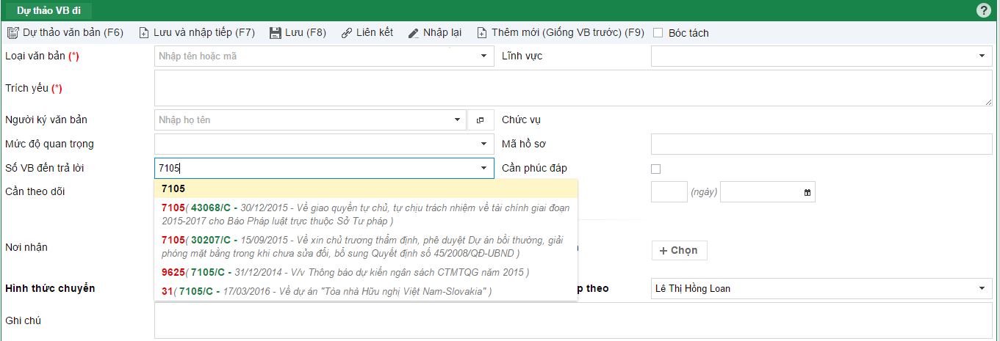 Dự thảo VB đi
?
Dự thảo văn bản (F6) Lưu và nhập tiếp (F7) Lưu (F8) Liên kết Nhập lại Thêm mới (Giống VB trước) (F9) Bóc tách
Loại văn bản (*) Nhập tên hoặc mã Lĩnh vực
Trích yếu (*)
Người ký văn bản Nhập họ tên Chức vụ
Mức độ quan trọng Mã hồ sơ
Số VB đến trả lời 7105 Cần phúc đáp
7105
Cần theo dõi (ngày)
7105( 43068/C - 30/12/2015 - Về giao quyền tự chủ, tự chịu trách nhiệm về tài chính giai đoạn
2015-2017 cho Báo Pháp luật trực thuộc Sở Tư pháp )
7105( 30207/C - 15/09/2015 - Về xin chủ trương thẩm định, phê duyệt Dự án bồi thường, giải
phóng mặt bằng trong khi chưa sửa đổi, bổ sung Quyết định số 45/2008/QĐ-UBND )
Nơi nhận + Chọn
9625( 7105/C - 31/12/2014 - V/v Thông báo dự kiến ngân sách CTMTQG năm 2015 )
31( 7105/C - 17/03/2016 - Về dự án "Tòa nhà Hữu nghị Việt Nam-Slovakia" )
Hình thức chuyển p theo Lê Thị Hồng Loan
Ghi chú